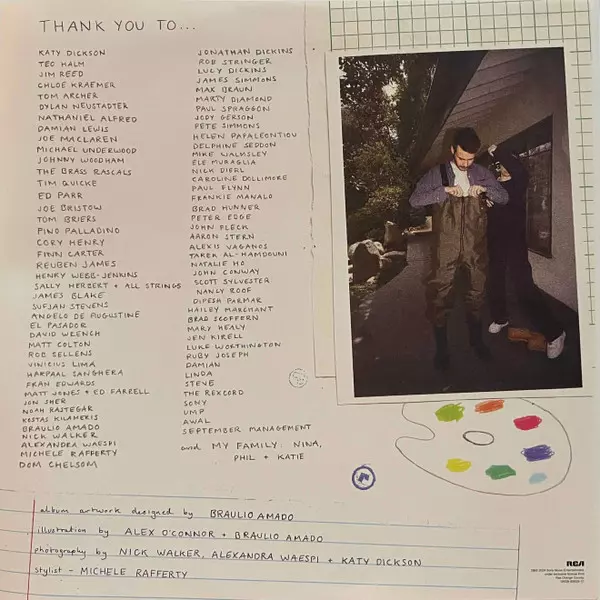 THANK YOU TO...
KATY DICKSON
TEO HALM
JIM REED
CHLOE KRAEMER
TOM ARCHER
DYLAN NEUSTADTER
NATHANIEL ALFRED
DAMIAN LEWIS
JOE MACLAREN
MICHAEL UNDERWOOD
JOHNNY WOODHAM
THE BRASS RASCALS
TIM QUICKE
ED PARR
JOE BRISTOW
TOM BRIERS
PINO PALLADINO
CORY HENRY
FINN CARTER
REUBEN JAMES
HENRY WEBB-JENKINS
SALLY HERBERT + ALL STRINGS
JAMES BLAKE
SUFJAN STEVENS
ANGELO DE AUGUSTINE
EL PASADOR
DAVID WRENCH
MATT COLTON
ROB SELLENS
VINICIUS LIMA
HARPAAL SANGHERA
FRAN EDWARDS
MATT JONES + ED FARRELL
JON SHER
NOAH RASTEGAR
KOSTAS KILAMERIS
BRAULIO AMADO
NICK WALKER
ALEXANDRA WAESPI
MICHELE RAFFERTY
DOM CHELSOM
JONATHAN DICKINS
ROB STRINGER
LUCY DICKINS
JAMES SIMMONS
MAX BRAUN
MARTY DIAMOND
PAUL SPRAGGON
JODY GERSON
PETE SIMMONS
HELEN PAPALEONTIOU
DELPHINE SEDDON
MIKE WALMSLEY
ELE MURAGLIA
NICK DIERL
CAROLINE DOLLIMORE
PAUL FLYNN
FRANKIE MANALO
BRAD HUNNER
PETER EDGE
JOHN FLECK
AARON STERN
ALEXIS VAGANOS
TAREK AL-HAMDOUNI
NATALIE HO
JOHN CONWAY
SCOTT SYLVESTER
NANCY ROOF
DIPESH PARMAR
HAILEY MARCHANT
BRAD SCOFFERN
MARY HEALY
JEN KIRELL
LUKE WORTHINGTON
RUBY JOSEPH
DAMIAN
LINDA
STEVE
THE REXCORD
SONY
UMP
AWAL
SEPTEMBER MANAGEMENT
and MY FAMILY: NINA,
PHIL + KATIE
album artwork designed by BRAULIO AMADO
illustration by ALEX O'CONNOR + BRAULIO AMADO
photography by NICK WALKER, ALEXANDRA WAESPI + KATY DICKSON
stylist - MICHELE RAFFERTY
RCA